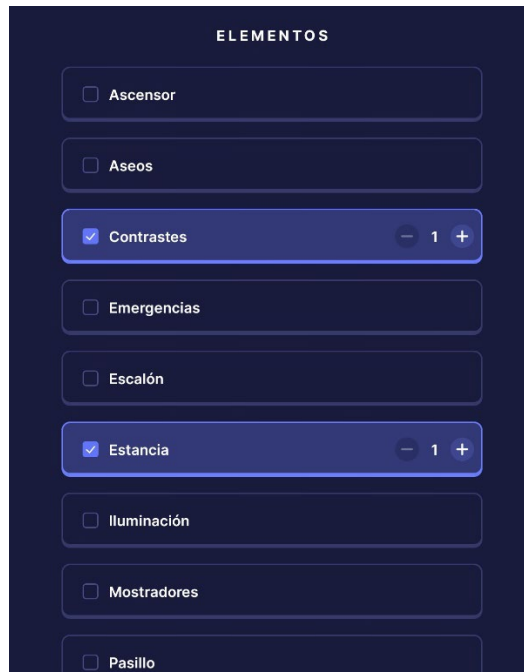 ELEMENTOS
Ascensor
Aseos
Contrastes − 1 +
Emergencias
Escalón
Estancia − 1 +
Iluminación
Mostradores
Pasillo